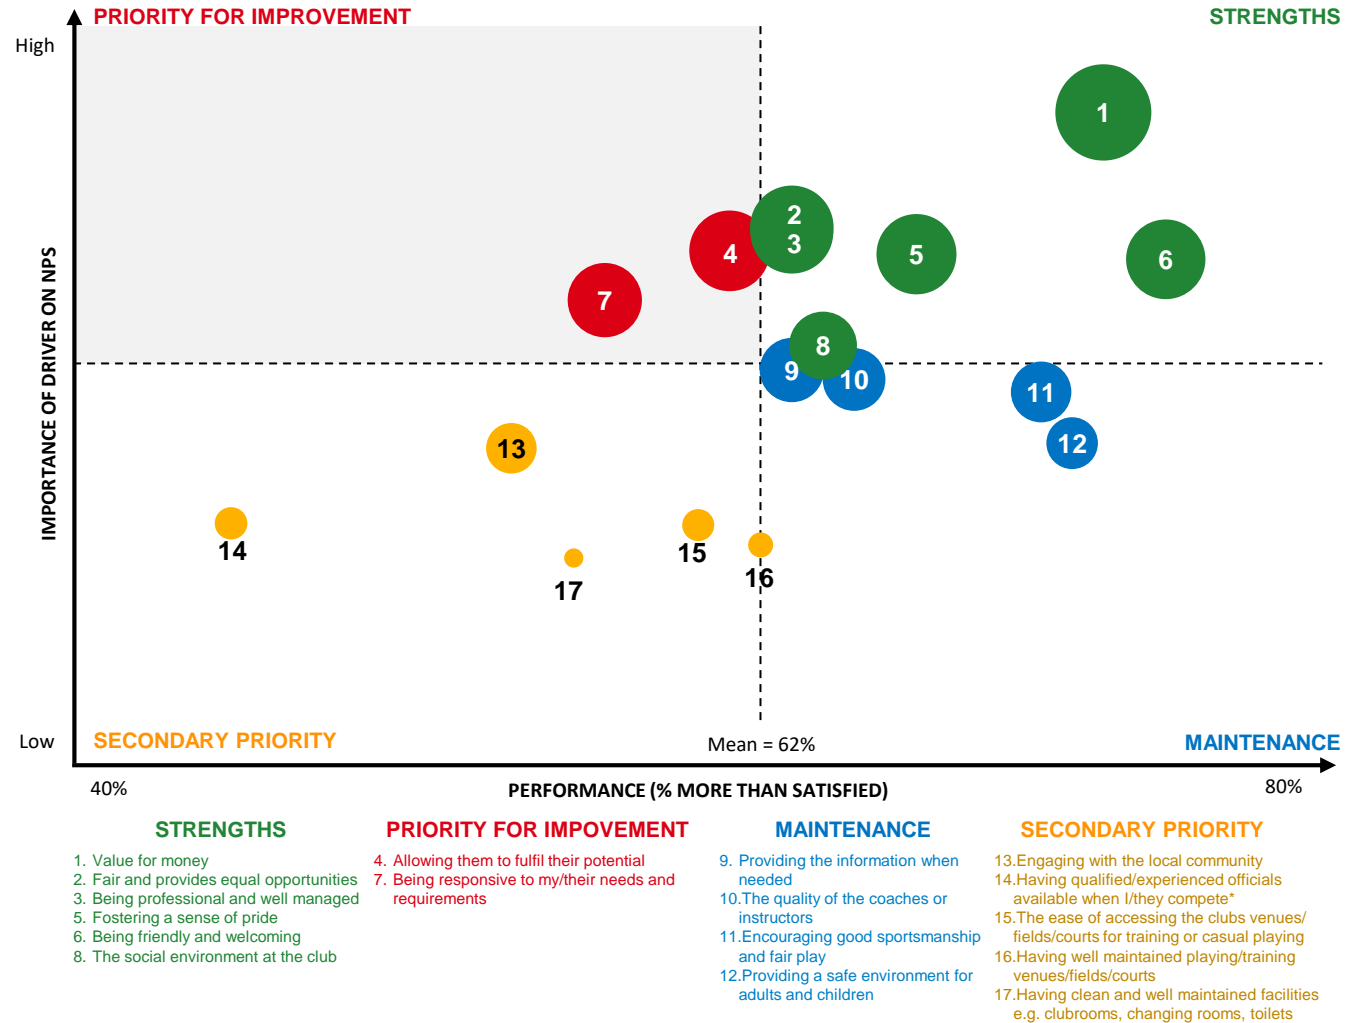 PRIORITY FOR IMPROVEMENT
STRENGTHS
High
1
2
3
4
5
6
7
8
9
10
11
12
13
14
15
16
17
IMPORTANCE OF DRIVER ON NPS
Low
SECONDARY PRIORITY
Mean = 62%
MAINTENANCE
40%
PERFORMANCE (% MORE THAN SATISFIED)
80%
STRENGTHS
1. Value for money
2. Fair and provides equal opportunities
3. Being professional and well managed
5. Fostering a sense of pride
6. Being friendly and welcoming
8. The social environment at the club
PRIORITY FOR IMPOVEMENT
4. Allowing them to fulfil their potential
7. Being responsive to my/their needs and
requirements
MAINTENANCE
9. Providing the information when
needed
10.The quality of the coaches or
instructors
11.Encouraging good sportsmanship
and fair play
12.Providing a safe environment for
adults and children
SECONDARY PRIORITY
13.Engaging with the local community
14.Having qualified/experienced officials
available when I/they compete*
15.The ease of accessing the clubs venues/
fields/courts for training or casual playing
16.Having well maintained playing/training
venues/fields/courts
17.Having clean and well maintained facilities
e.g. clubrooms, changing rooms, toilets